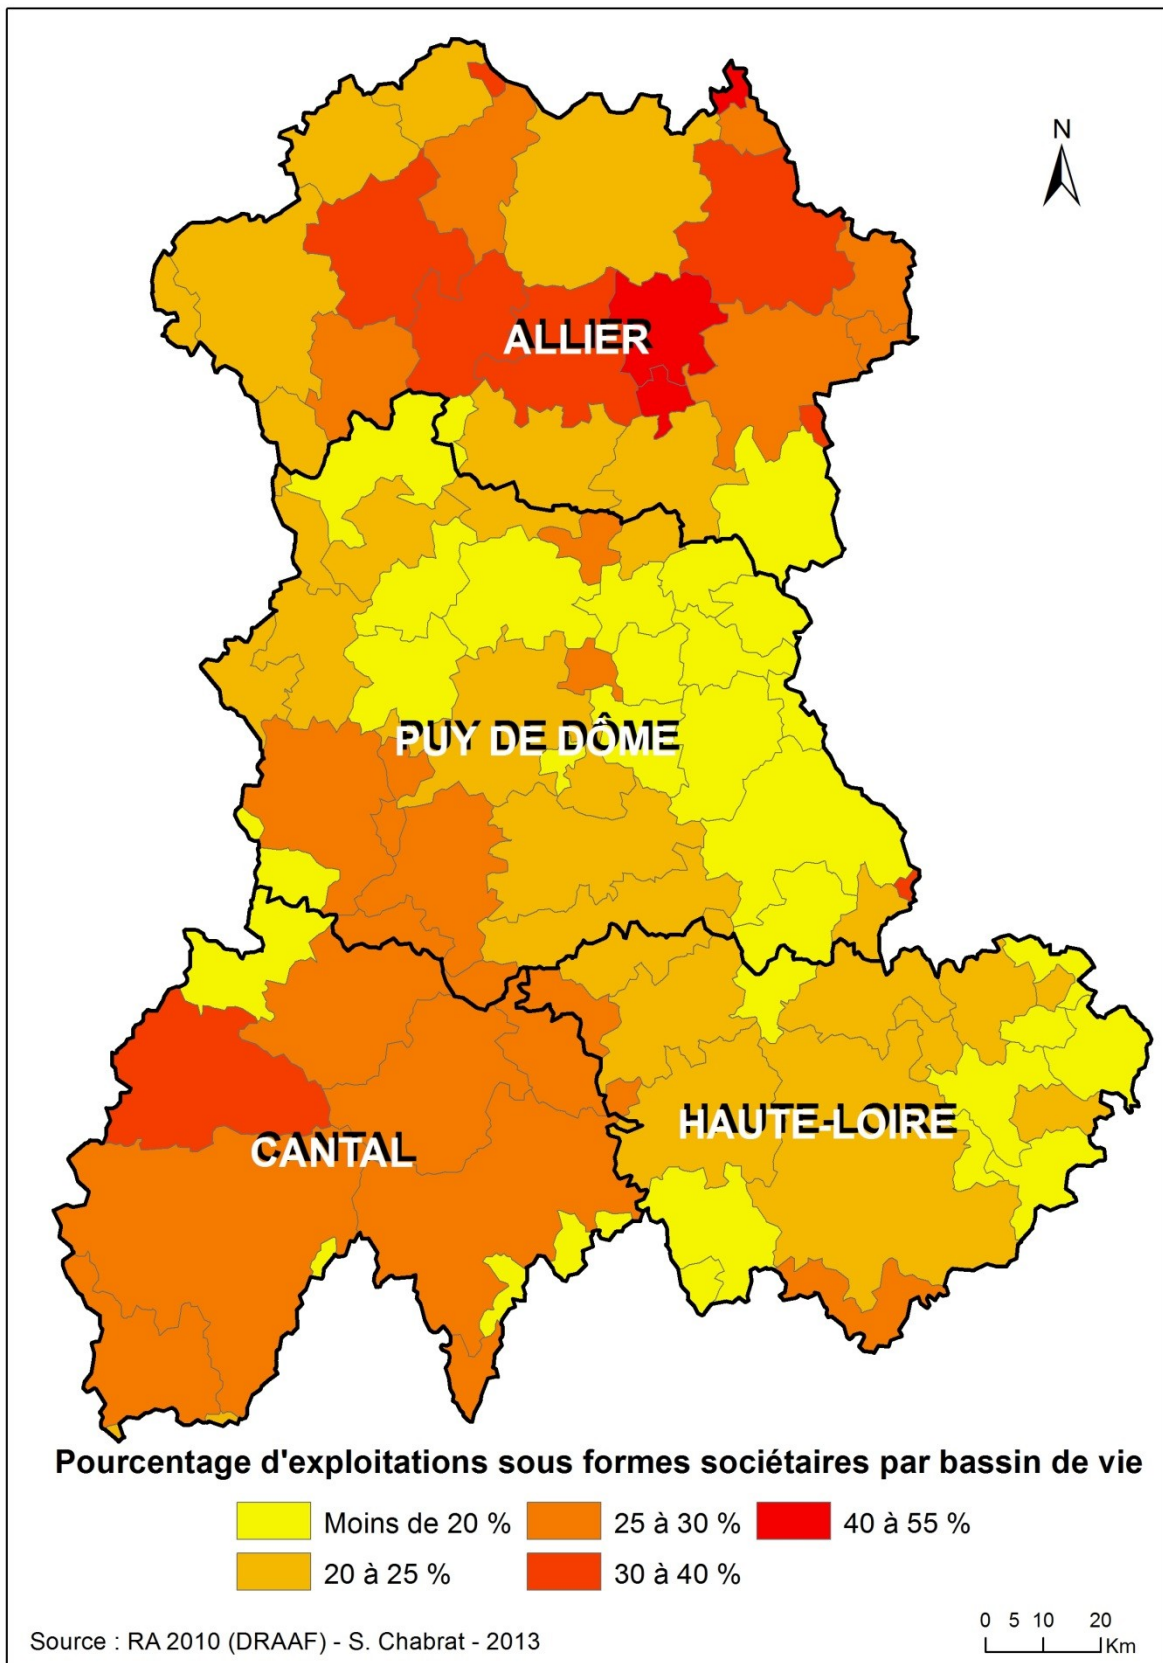 N
ALLIER
PUY DE DÔME
HAUTE-LOIRE
CANTAL
Pourcentage d'exploitations sous formes sociétaires par bassin de vie
Moins de 20 % 25 à 30 % 40 à 55 %
20 à 25 % 30 à 40 %
0 5 10 20
Km
Source : RA 2010 (DRAAF) - S. Chabrat - 2013